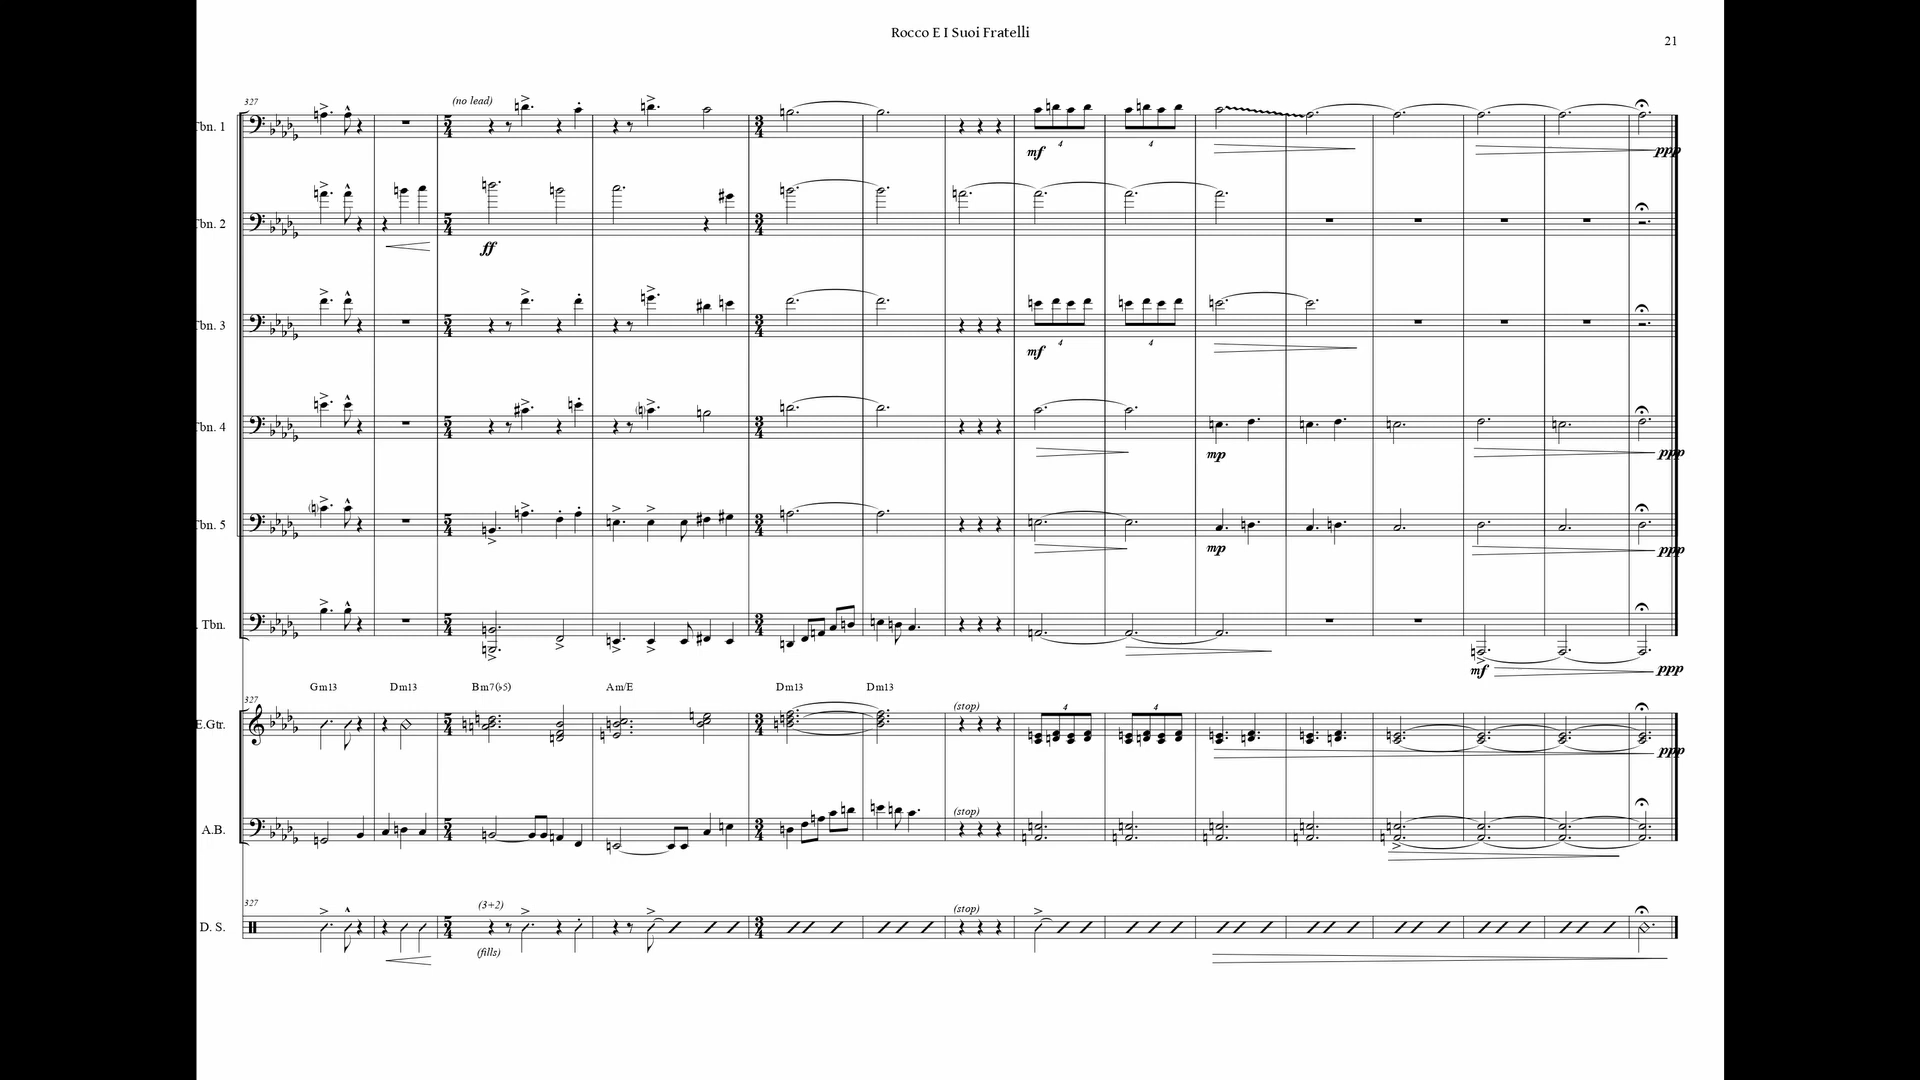 Rocco E I Suoi Fratelli
21
327
(no lead)
Tbn. 1
mf
4
4
ppp
Tbn. 2
ff
Tbn. 3
mf
4
4
Tbn. 4
mp
ppp
Tbn. 5
mp
ppp
. Tbn.
mf
ppp
Gm13 Dm13 Bm7(♭5) Am/E Dm13 Dm13
327
(stop)
4
4
E.Gtr.
ppp
(stop)
A.B.
327
(3+2)
(stop)
D. S.
(fills)